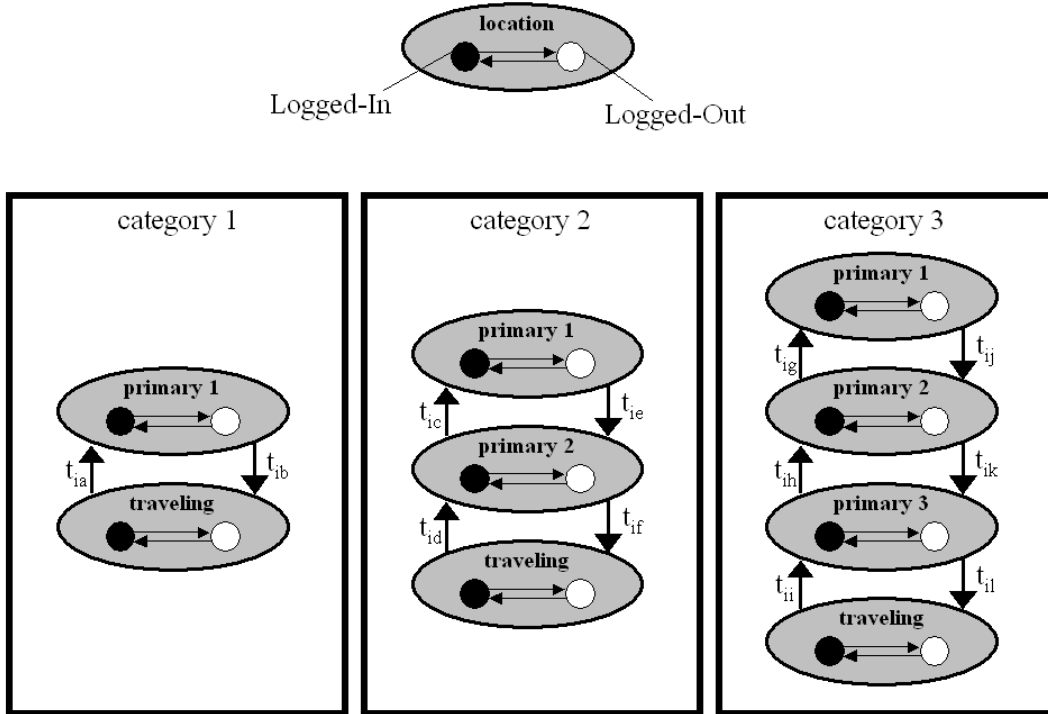 location
Logged-In
Logged-Out
category 1
primary 1
t_ia
t_ib
traveling
category 2
primary 1
t_ic
t_ie
primary 2
t_id
t_if
traveling
category 3
primary 1
t_ig
t_ij
primary 2
t_ih
t_ik
primary 3
t_ii
t_il
traveling